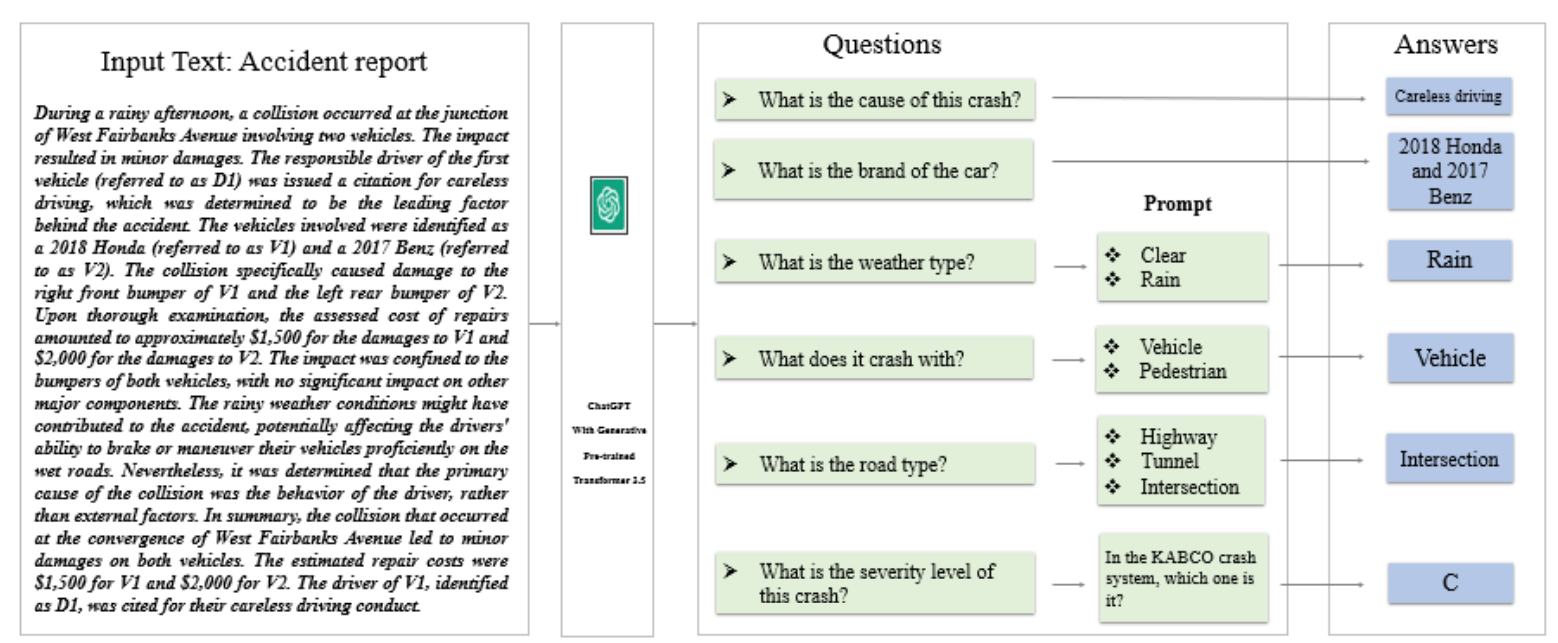 Input Text: Accident report
During a rainy afternoon, a collision occurred at the junction
of West Fairbanks Avenue involving two vehicles. The impact
resulted in minor damages. The responsible driver of the first
vehicle (referred to as D1) was issued a citation for careless
driving, which was determined to be the leading factor
behind the accident. The vehicles involved were identified as
a 2018 Honda (referred to as V1) and a 2017 Benz (referred
to as V2). The collision specifically caused damage to the
right front bumper of V1 and the left rear bumper of V2.
Upon thorough examination, the assessed cost of repairs
amounted to approximately $1,500 for the damages to V1 and
$2,000 for the damages to V2. The impact was confined to the
bumpers of both vehicles, with no significant impact on other
major components. The rainy weather conditions might have
contributed to the accident, potentially affecting the drivers'
ability to brake or maneuver their vehicles proficiently on the
wet roads. Nevertheless, it was determined that the primary
cause of the collision was the behavior of the driver, rather
than external factors. In summary, the collision that occurred
at the convergence of West Fairbanks Avenue led to minor
damages on both vehicles. The estimated repair costs were
$1,500 for V1 and $2,000 for V2. The driver of V1, identified
as D1, was cited for their careless driving conduct.
ChatGPT
With Generative
Pre-trained
Transformer 3.5
Questions
What is the cause of this crash?
What is the brand of the car?
Prompt
What is the weather type?
Clear
Rain
What does it crash with?
Vehicle
Pedestrian
What is the road type?
Highway
Tunnel
Intersection
What is the severity level of
this crash?
In the KABCO crash
system, which one is
it?
Answers
Careless driving
2018 Honda
and 2017
Benz
Rain
Vehicle
Intersection
C